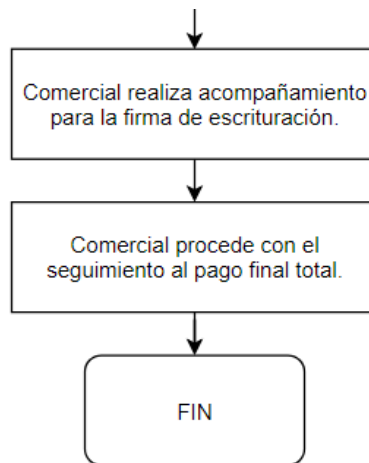 Comercial realiza acompañamiento
para la firma de escrituración.
Comercial procede con el
seguimiento al pago final total.
FIN